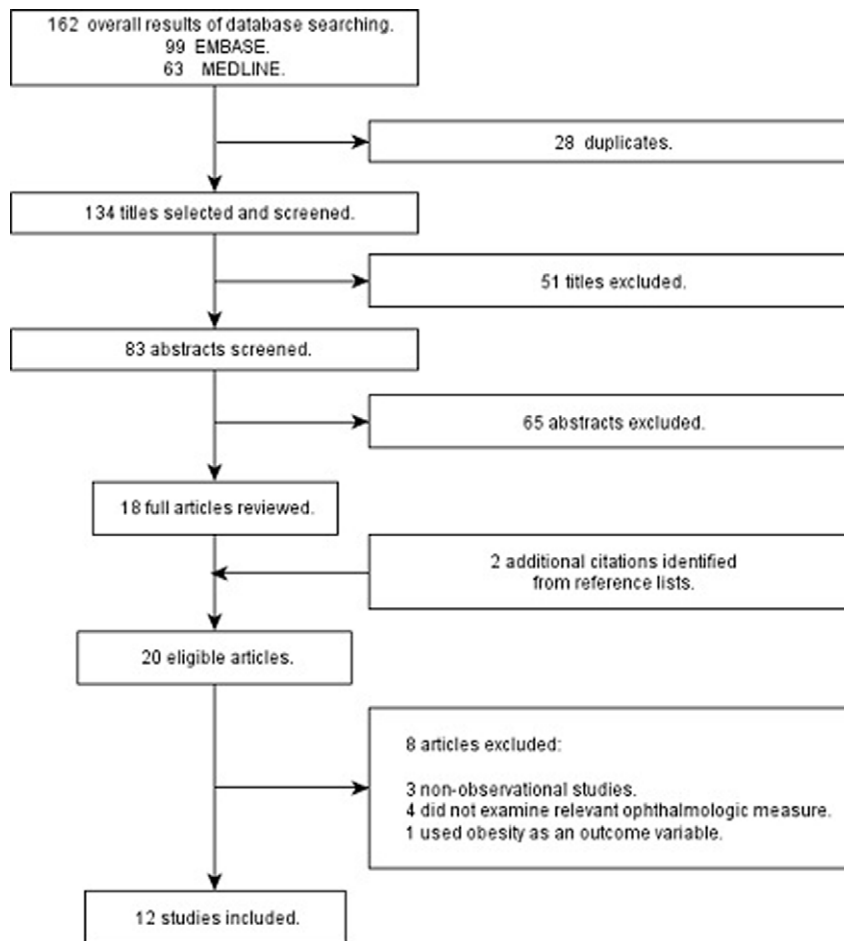 162 overall results of database searching.
99 EMBASE.
63 MEDLINE.
28 duplicates.
134 titles selected and screened.
51 titles excluded.
83 abstracts screened.
65 abstracts excluded.
18 full articles reviewed.
2 additional citations identified
from reference lists.
20 eligible articles.
8 articles excluded:
3 non-observational studies.
4 did not examine relevant ophthalmologic measure.
1 used obesity as an outcome variable.
12 studies included.